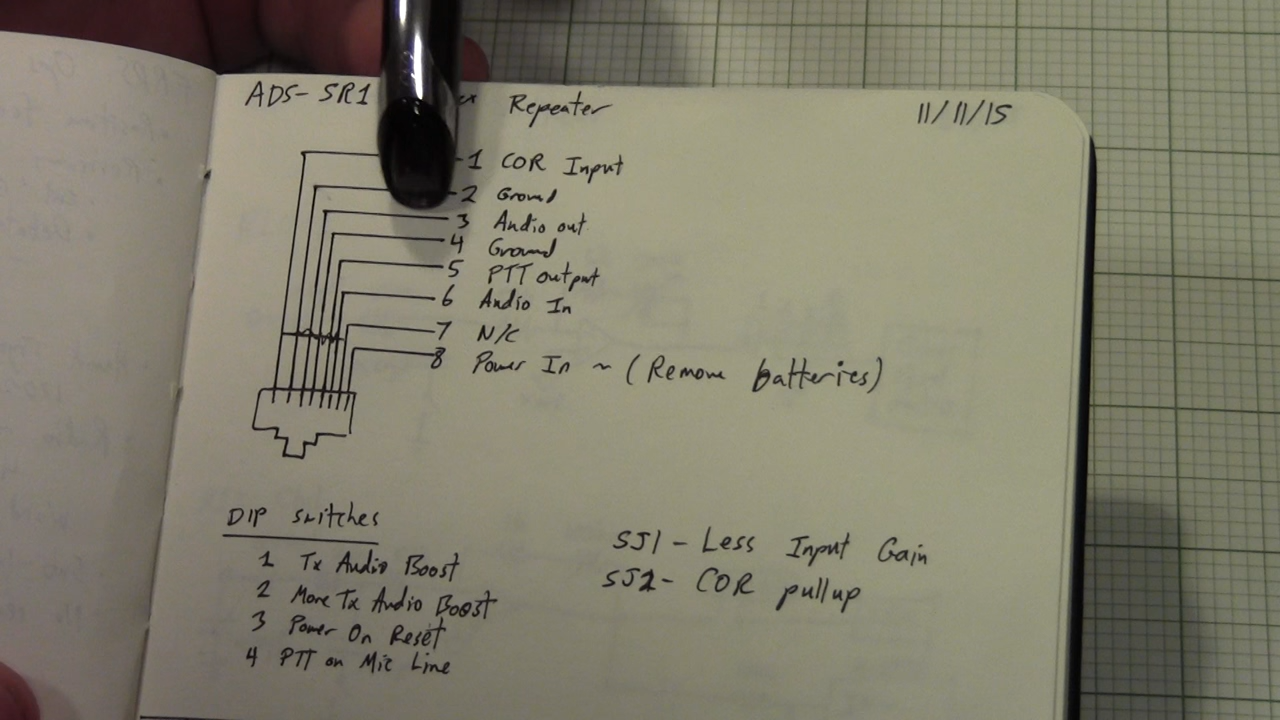 ADS-SR1 Repeater 11/11/15
1 COR Input
2 Ground
3 Audio out
4 Ground
5 PTT output
6 Audio In
7 N/C
8 Power In ~ (Remove batteries)
DIP switches
1 Tx Audio Boost
2 More Tx Audio Boost
3 Power On Reset
4 PTT on Mic Line
SJ1 - Less Input Gain
SJ2 - COR pullup